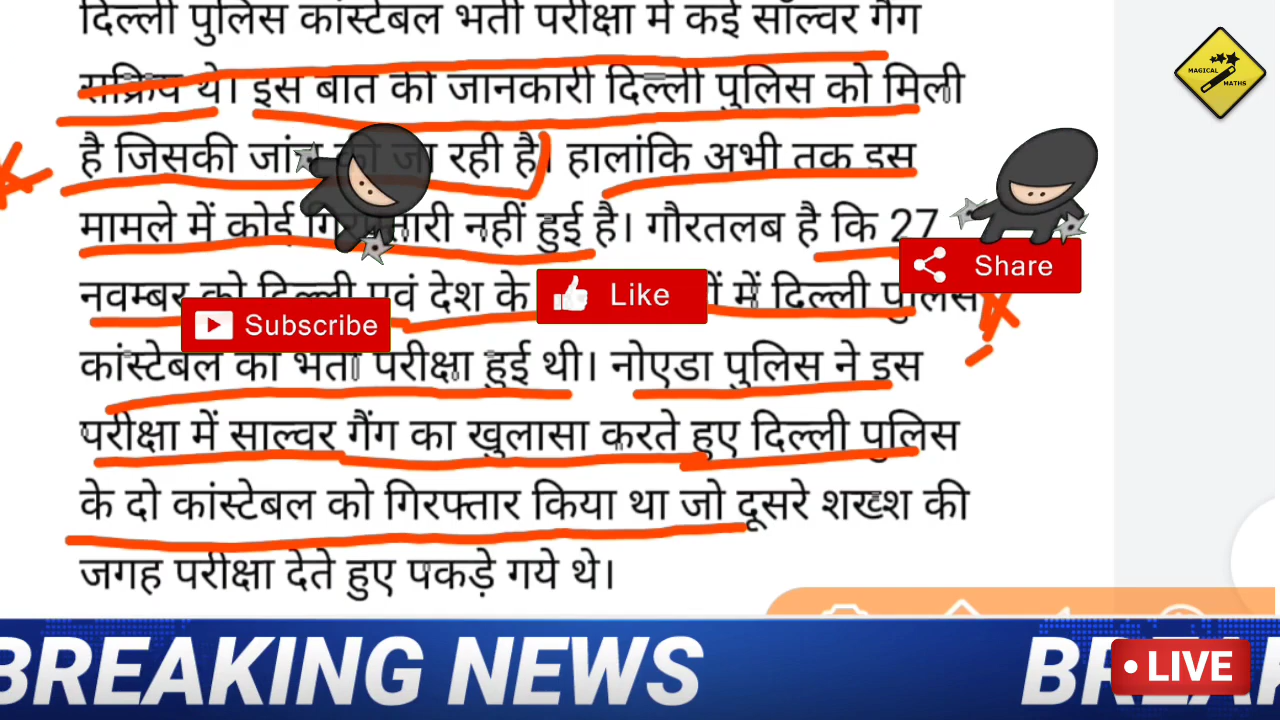 दिल्ली पुलिस कांस्टेबल भर्ती परीक्षा में कई सॉल्वर गैंग
सक्रिय थे। इस बात की जानकारी दिल्ली पुलिस को मिली
है जिसकी जांच की जा रही है। हालांकि अभी तक इस
मामले में कोई गिरफ्तारी नहीं हुई है। गौरतलब है कि 27
नवम्बर को दिल्ली एवं देश के में दिल्ली पुलिस
कांस्टेबल की भर्ती परीक्षा हुई थी। नोएडा पुलिस ने इस
परीक्षा में साल्वर गैंग का खुलासा करते हुए दिल्ली पुलिस
के दो कांस्टेबल को गिरफ्तार किया था जो दूसरे शख्श की
जगह परीक्षा देते हुए पकड़े गये थे।
MAGICAL MATHS
Share
Like
Subscribe
BREAKING NEWS
LIVE